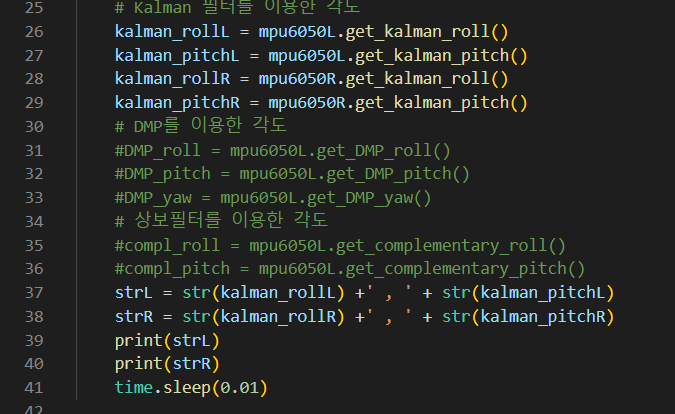 25 # Kalman 필터를 이용한 각도
26 kalman_rollL = mpu6050L.get_kalman_roll()
27 kalman_pitchL = mpu6050L.get_kalman_pitch()
28 kalman_rollR = mpu6050R.get_kalman_roll()
29 kalman_pitchR = mpu6050R.get_kalman_pitch()
30 # DMP를 이용한 각도
31 #DMP_roll = mpu6050L.get_DMP_roll()
32 #DMP_pitch = mpu6050L.get_DMP_pitch()
33 #DMP_yaw = mpu6050L.get_DMP_yaw()
34 # 상보필터를 이용한 각도
35 #compl_roll = mpu6050L.get_complementary_roll()
36 #compl_pitch = mpu6050L.get_complementary_pitch()
37 strL = str(kalman_rollL) +' , ' + str(kalman_pitchL)
38 strR = str(kalman_rollR) +' , ' + str(kalman_pitchR)
39 print(strL)
40 print(strR)
41 time.sleep(0.01)
42